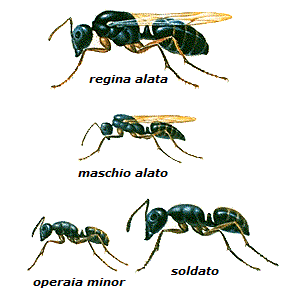 regina alata
maschio alato
operaia minor
soldato